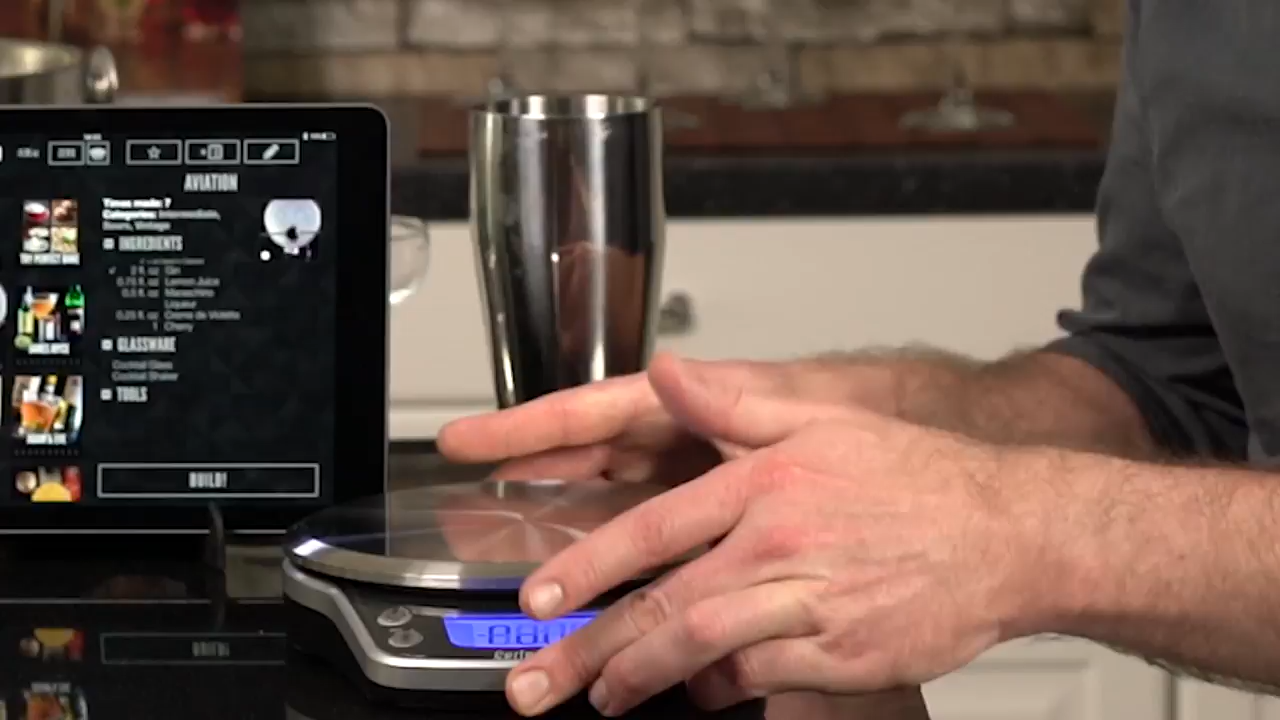 AVIATION
Times made: 7
Categories: Intermediate,
Sours, Vintage
INGREDIENTS
2 fl. oz Gin
0.75 fl. oz Lemon Juice
0.5 fl. oz Maraschino
Liqueur
0.25 fl. oz Creme de Violette
1 Cherry
GLASSWARE
Cocktail Glass
Cocktail Shaker
TOOLS
BUILD!